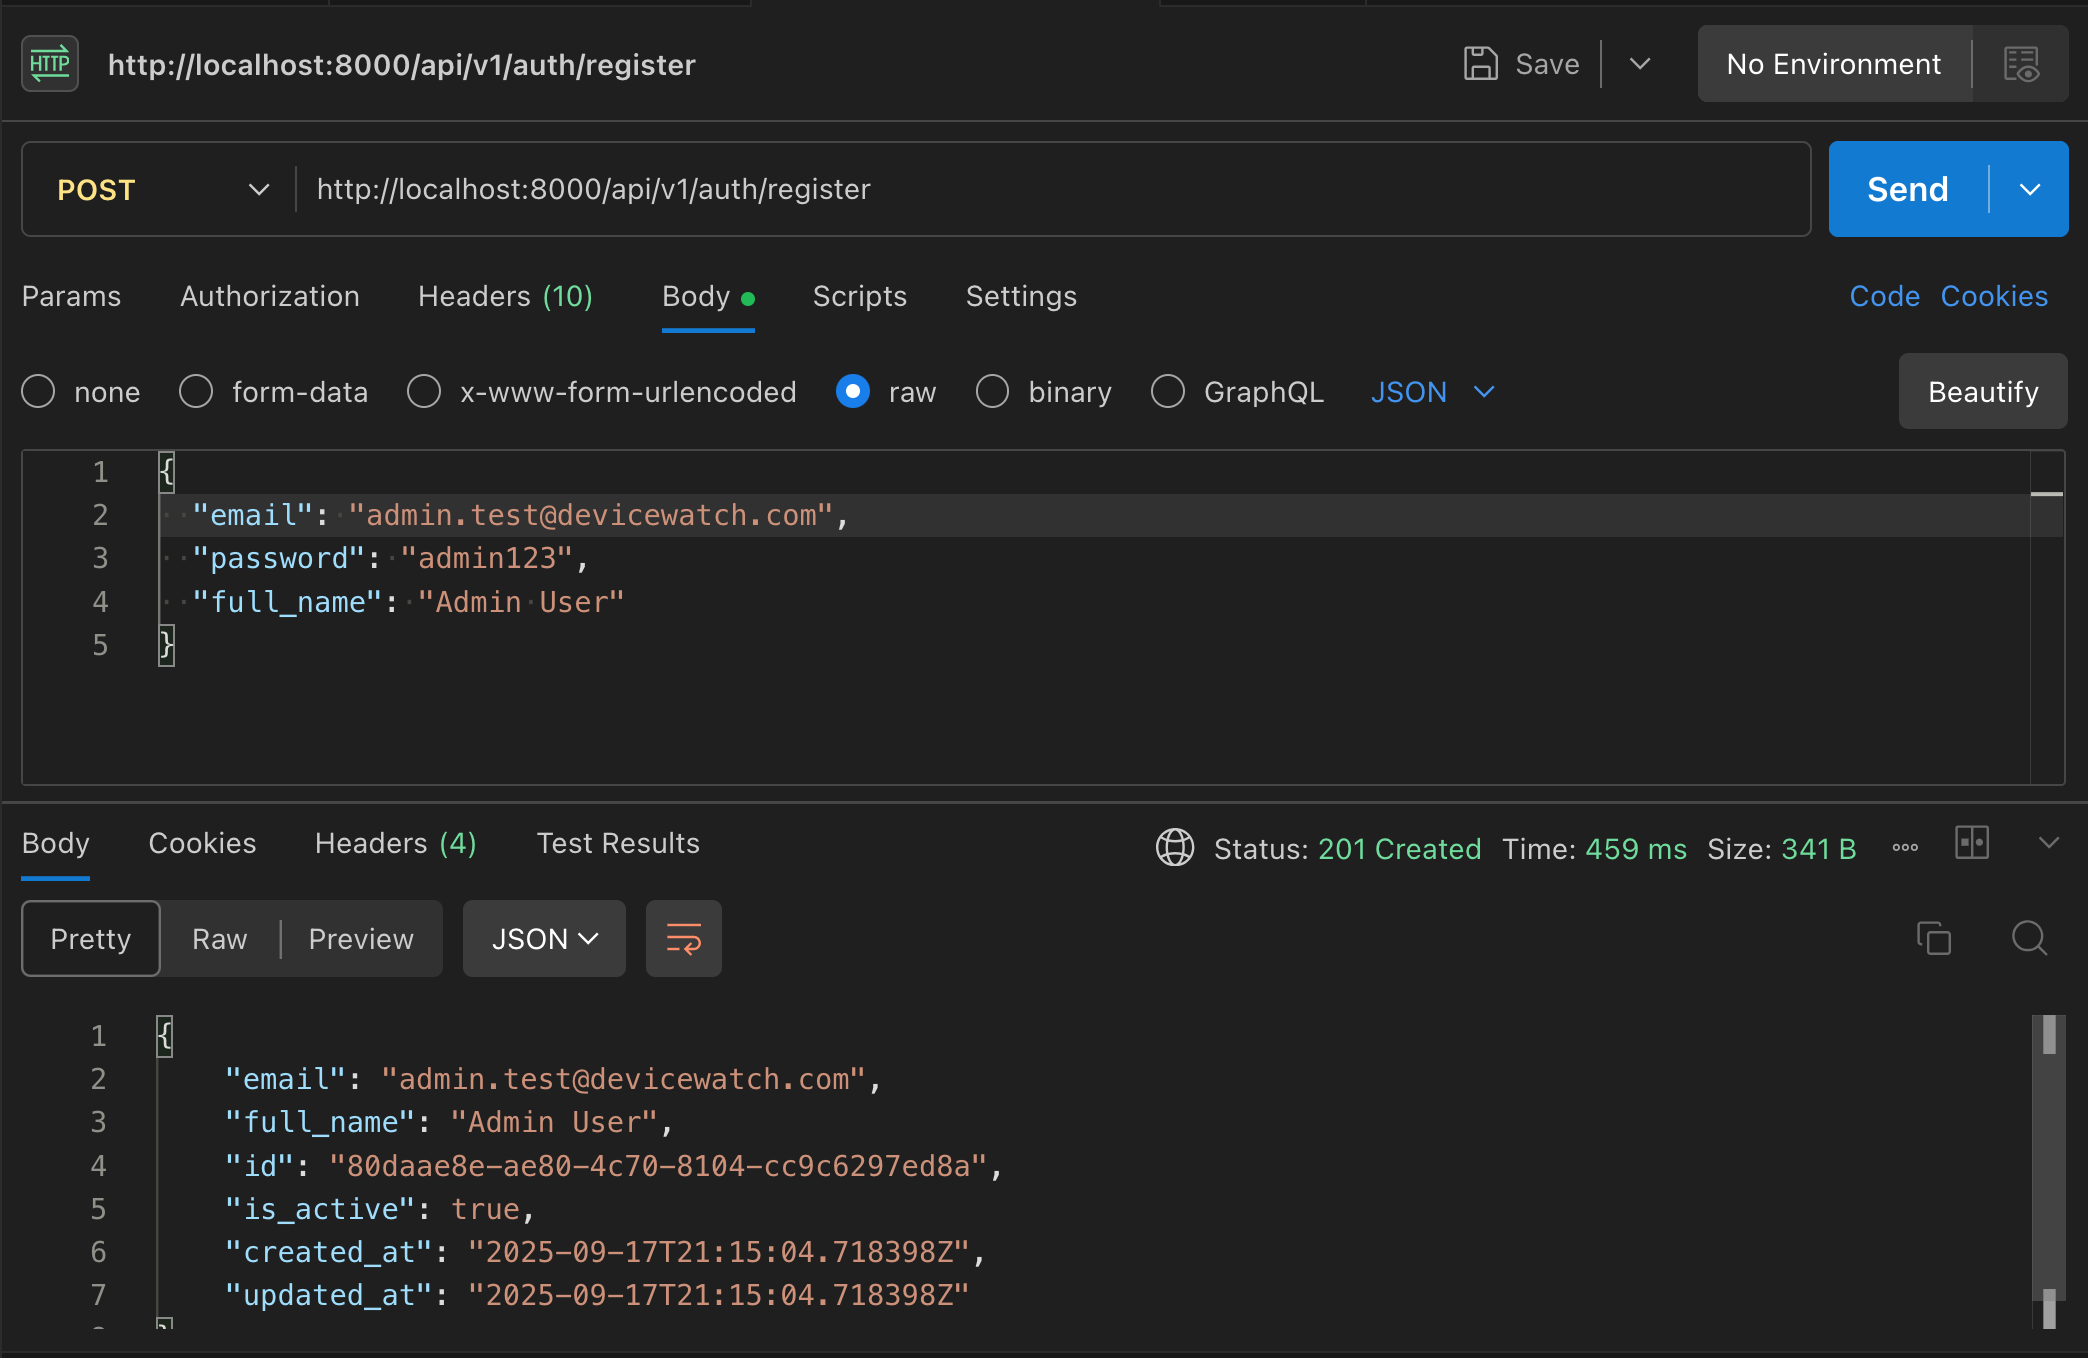 HTTP http://localhost:8000/api/v1/auth/register Save No Environment
POST http://localhost:8000/api/v1/auth/register Send
Params Authorization Headers (10) Body Scripts Settings Code Cookies
none form-data x-www-form-urlencoded raw binary GraphQL JSON Beautify
1 {
2 "email": "admin.test@devicewatch.com",
3 "password": "admin123",
4 "full_name": "Admin User"
5 }
Body Cookies Headers (4) Test Results Status: 201 Created Time: 459 ms Size: 341 B
Pretty Raw Preview JSON
1 {
2 "email": "admin.test@devicewatch.com",
3 "full_name": "Admin User",
4 "id": "80daae8e-ae80-4c70-8104-cc9c6297ed8a",
5 "is_active": true,
6 "created_at": "2025-09-17T21:15:04.718398Z",
7 "updated_at": "2025-09-17T21:15:04.718398Z"